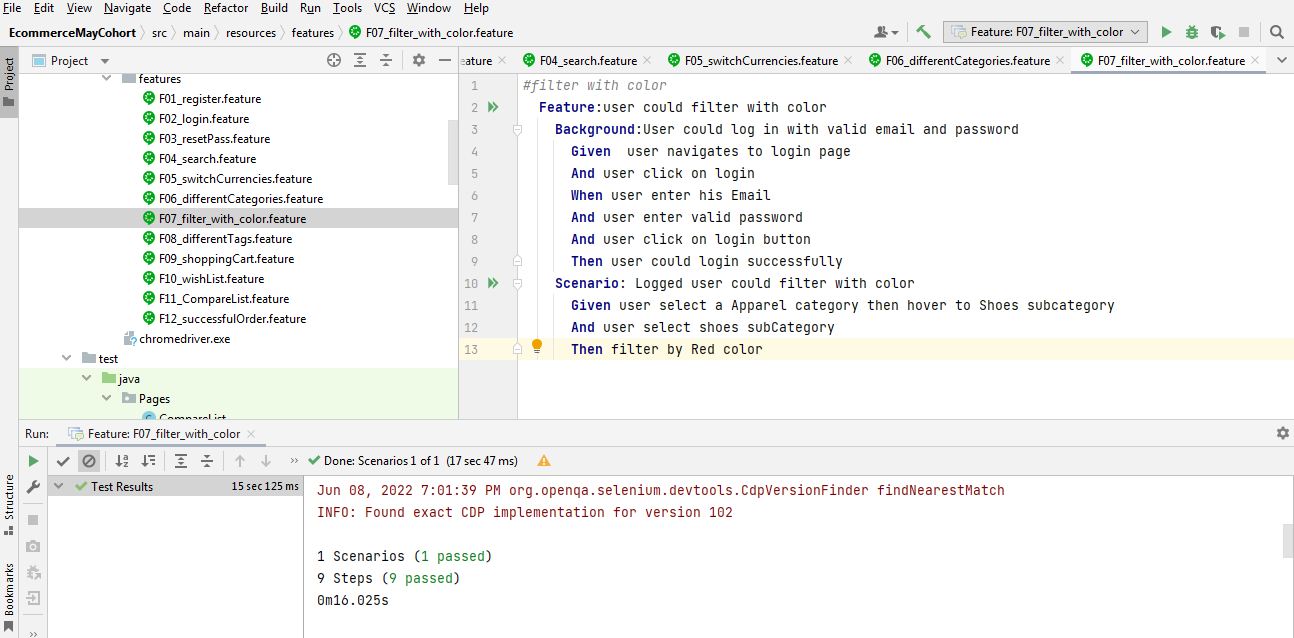 File Edit View Navigate Code Refactor Build Run Tools VCS Window Help
EcommerceMayCohort src main resources features F07_filter_with_color.feature
Feature: F07_filter_with_color
Project
Project
eature F04_search.feature F05_switchCurrencies.feature F06_differentCategories.feature F07_filter_with_color.feature
features
F01_register.feature
F02_login.feature
F03_resetPass.feature
F04_search.feature
F05_switchCurrencies.feature
F06_differentCategories.feature
F07_filter_with_color.feature
F08_differentTags.feature
F09_shoppingCart.feature
F10_wishList.feature
F11_CompareList.feature
F12_successfulOrder.feature
chromedriver.exe
test
java
Pages
CompareList
1 #filter with color
2 Feature:user could filter with color
3 Background:User could log in with valid email and password
4 Given  user navigates to login page
5 And user click on login
6 When user enter his Email
7 And user enter valid password
8 And user click on login button
9 Then user could login successfully
10 Scenario: Logged user could filter with color
11 Given user select a Apparel category then hover to Shoes subcategory
12 And user select shoes subCategory
13 Then filter by Red color
Run: Feature: F07_filter_with_color
Done: Scenarios 1 of 1 (17 sec 47 ms)
Test Results 15 sec 125 ms
Jun 08, 2022 7:01:39 PM org.openqa.selenium.devtools.CdpVersionFinder findNearestMatch
INFO: Found exact CDP implementation for version 102
1 Scenarios (1 passed)
9 Steps (9 passed)
0m16.025s
Structure
Bookmarks